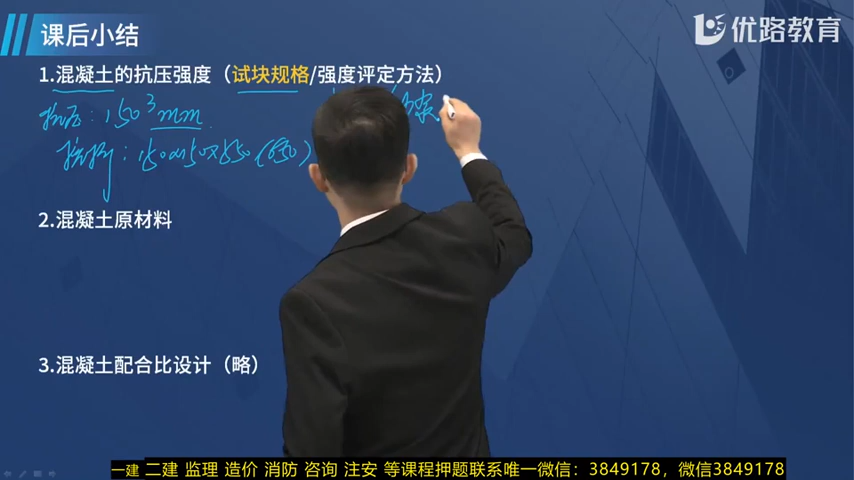 课后小结
优路教育
1.混凝土的抗压强度（试块规格/强度评定方法）
抗压：150³mm
抗折：150×150×550（600）
2.混凝土原材料
3.混凝土配合比设计（略）
一建 二建 监理 造价 消防 咨询 注安 等课程押题联系唯一微信：3849178，微信3849178